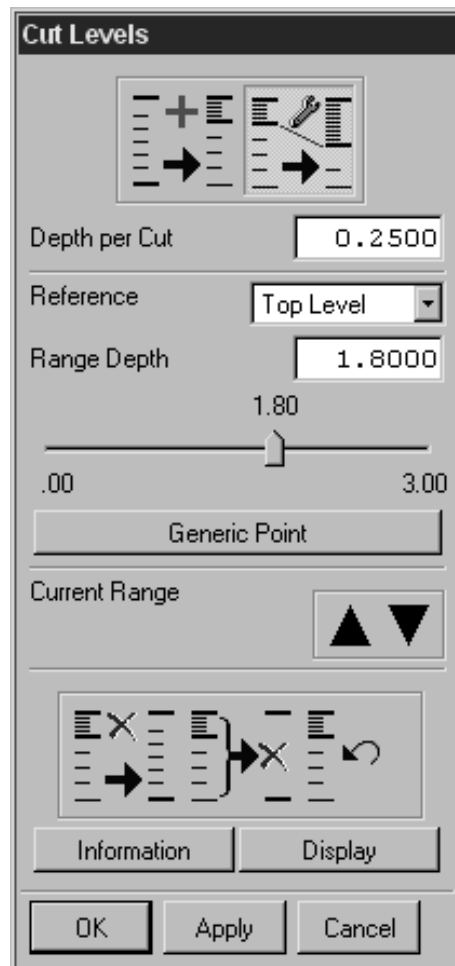 Cut Levels
Depth per Cut 0.2500
Reference Top Level
Range Depth 1.8000
1.80
.00 3.00
Generic Point
Current Range
Information Display
OK Apply Cancel